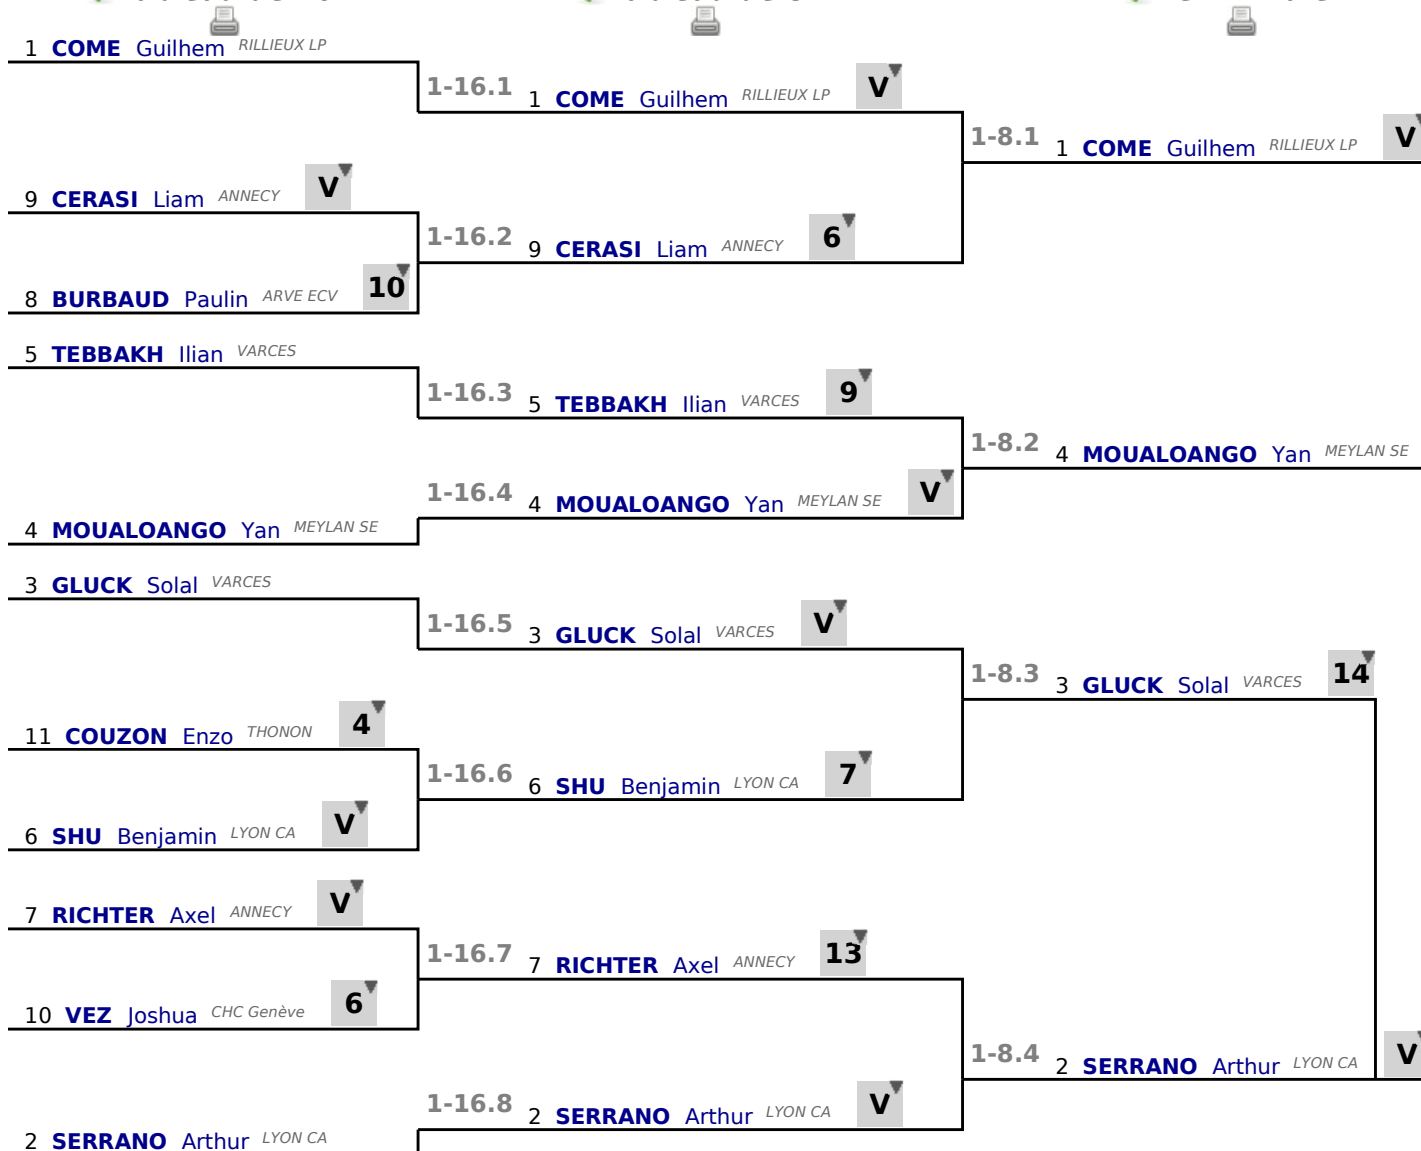 1 COME Guilhem RILLIEUX LP
1-16.1 1 COME Guilhem RILLIEUX LP V
1-8.1 1 COME Guilhem RILLIEUX LP V
9 CERASI Liam ANNECY V
1-16.2 9 CERASI Liam ANNECY 6
8 BURBAUD Paulin ARVE ECV 10
5 TEBBAKH Ilian VARCES
1-16.3 5 TEBBAKH Ilian VARCES 9
1-8.2 4 MOUALOANGO Yan MEYLAN SE
1-16.4 4 MOUALOANGO Yan MEYLAN SE V
4 MOUALOANGO Yan MEYLAN SE
3 GLUCK Solal VARCES
1-16.5 3 GLUCK Solal VARCES V
1-8.3 3 GLUCK Solal VARCES 14
11 COUZON Enzo THONON 4
1-16.6 6 SHU Benjamin LYON CA 7
6 SHU Benjamin LYON CA V
7 RICHTER Axel ANNECY V
1-16.7 7 RICHTER Axel ANNECY 13
10 VEZ Joshua CHC Genève 6
1-8.4 2 SERRANO Arthur LYON CA V
1-16.8 2 SERRANO Arthur LYON CA V
2 SERRANO Arthur LYON CA